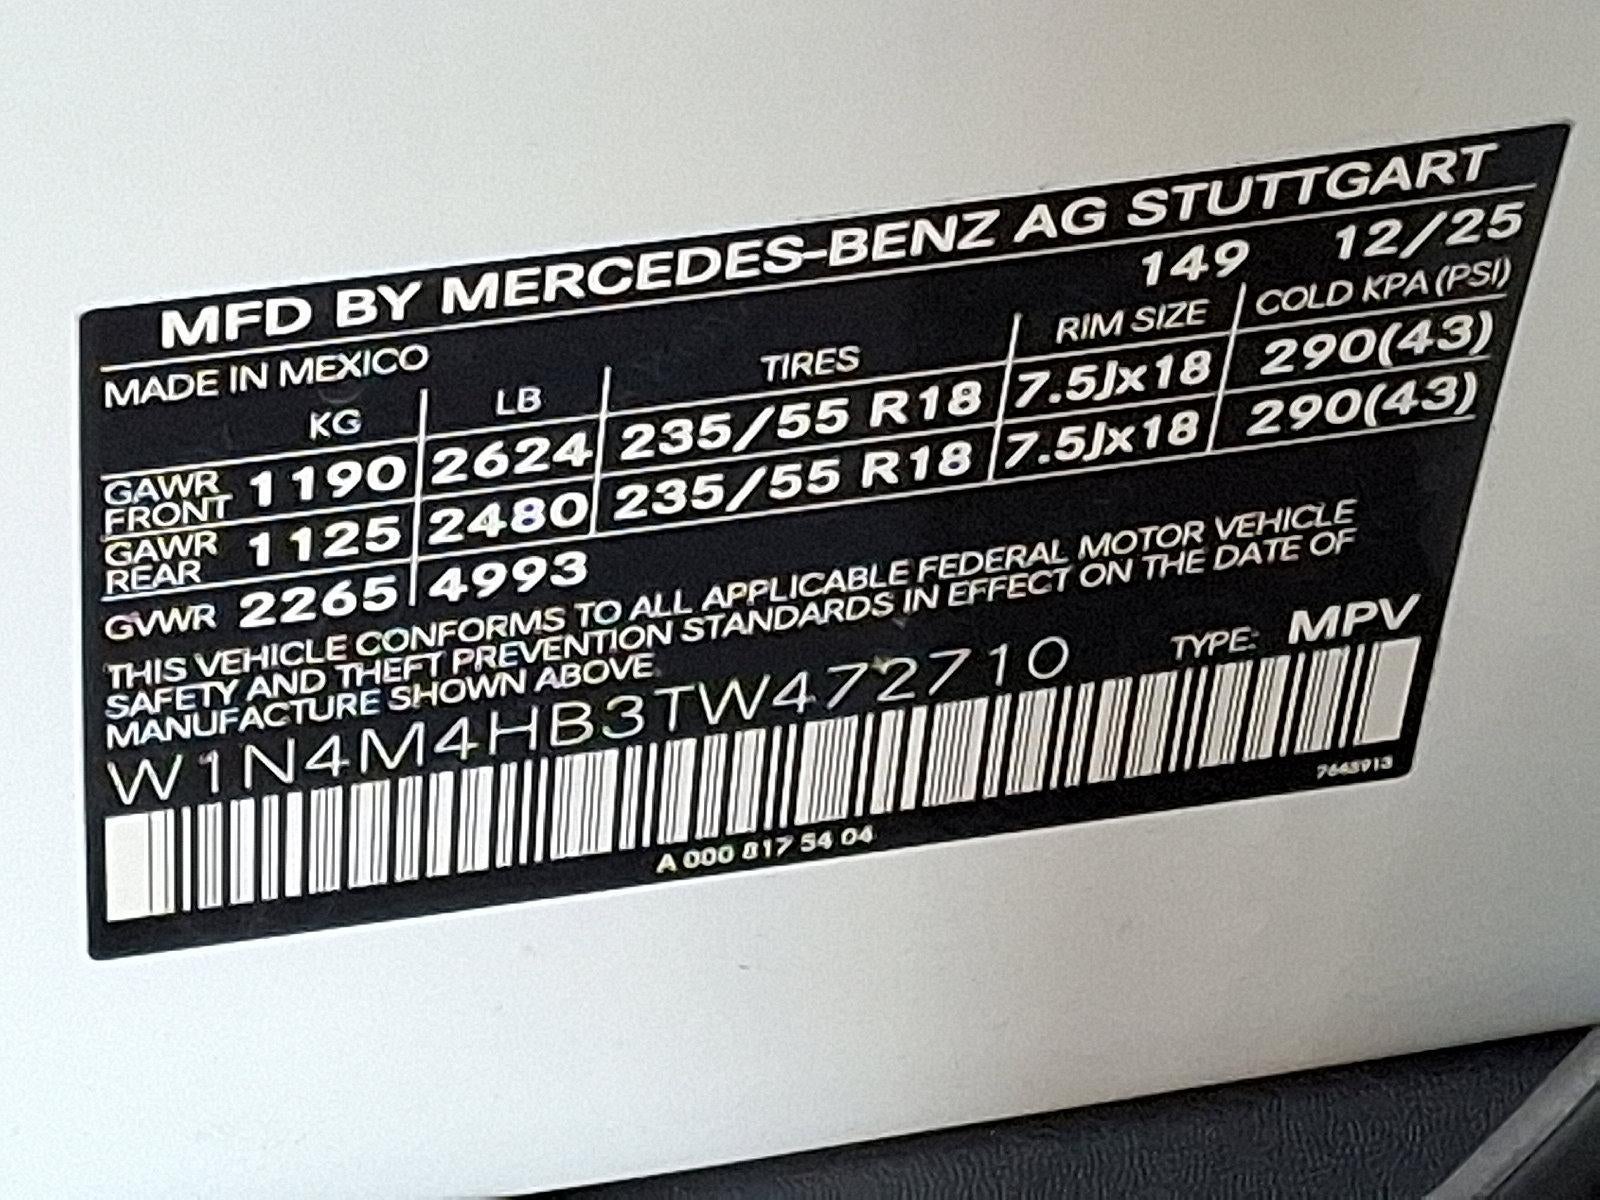 MFD BY MERCEDES-BENZ AG STUTTGART
MADE IN MEXICO 149 12/25
KG LB TIRES RIM SIZE COLD KPA (PSI)
GAWR FRONT 1190 2624 235/55 R18 7.5Jx18 290(43)
GAWR REAR 1125 2480 235/55 R18 7.5Jx18 290(43)
GVWR 2265 4993
THIS VEHICLE CONFORMS TO ALL APPLICABLE FEDERAL MOTOR VEHICLE
SAFETY AND THEFT PREVENTION STANDARDS IN EFFECT ON THE DATE OF
MANUFACTURE SHOWN ABOVE
W1N4M4HB3TW472710 TYPE: MPV
A 000 817 54 04